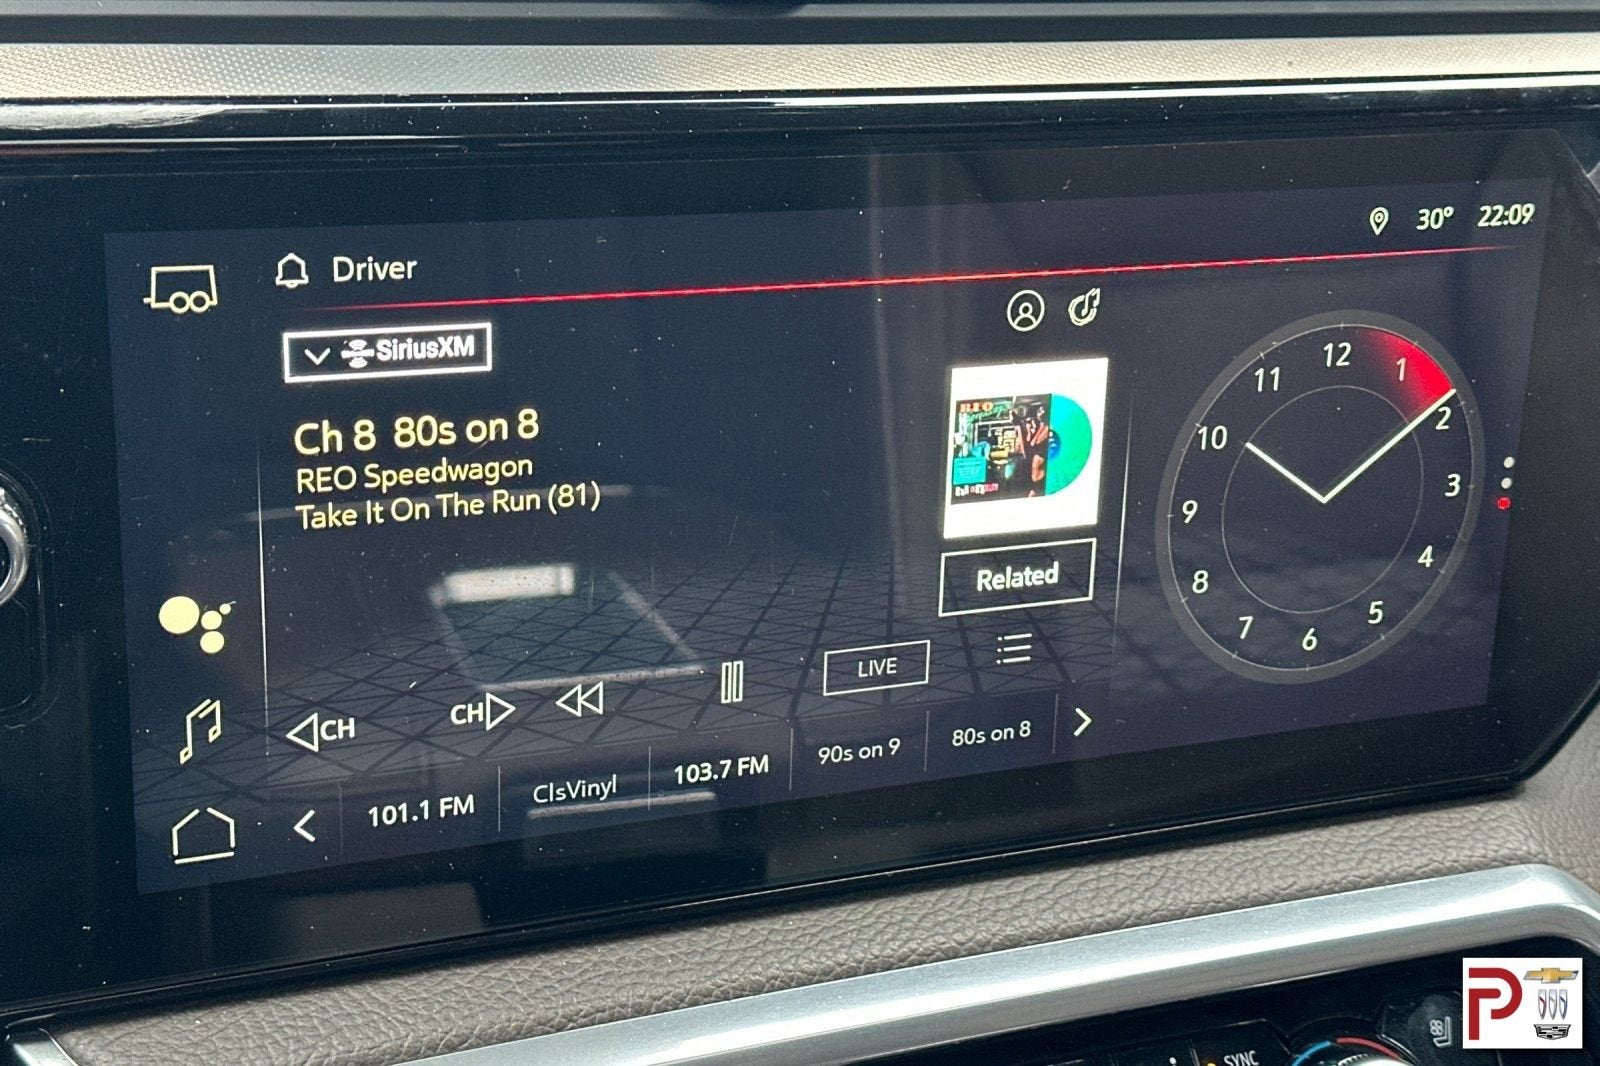 30° 22:09
Driver
SiriusXM
Ch 8 80s on 8
REO Speedwagon
Take It On The Run (81)
REO
Related
12
1
2
3
4
5
6
7
8
9
10
11
CH
CH
LIVE
101.1 FM
ClsVinyl
103.7 FM
90s on 9
80s on 8
SYNC
P